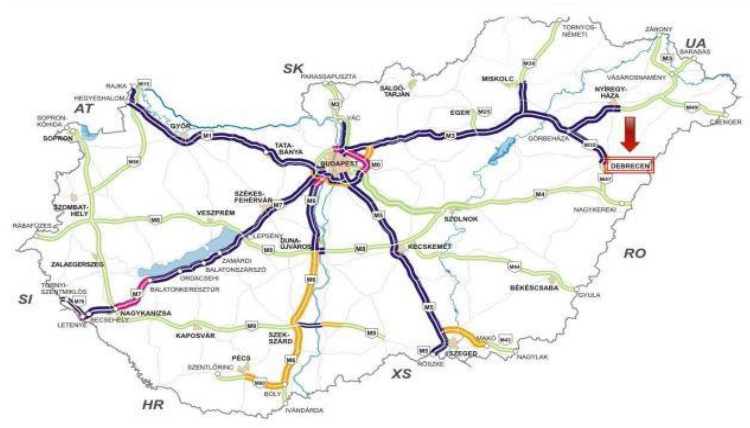 TORNYOS-
NÉMETI
ZÁHONY
UA
BARABÁS
M3
VÁSÁROSNAMÉNY
SK
PARASSAPUSZTA
SALGÓ-
TARJÁN
MISKOLC
M30
NYÍREGY-
HÁZA
M49
CSENGER
AT
RAJKA
M15
HEGYESHALOM
M2
VÁC
EGER
M25
GÖRBEHÁZA
M35
SOPRON-
KŐHIDA
SOPRON
GYŐR
M1
TATA-
BÁNYA
BUDAPEST
M0
M3
DEBRECEN
M47
M86
SZOMBAT-
HELY
SZÉKES-
FEHÉRVÁR
M7
M6
M5
M4
NAGYKEREKI
RÁBAFÜZES
M8
VESZPRÉM
LEPSÉNY
DUNA-
ÚJVÁROS
M8
M8
SZOLNOK
KECSKEMÉT
RO
ZALAEGERSZEG
ZAMÁRDI
BALATONSZÁRSZÓ
ORDACSEHI
BALATONKERESZTÚR
M6
M44
BÉKÉSCSABA
GYULA
SI
TORNYI-
SZENTMIKLÓS
M70
M7
BECSEHELY
LETENYE
NAGYKANIZSA
M9
KAPOSVÁR
SZEK-
SZÁRD
M9
M5
MAKÓ
M43
NAGYLAK
SZEGED
M5
RÖSZKE
PÉCS
SZENTLŐRINC
M60
M6
BÓLY
IVÁNDÁRDA
HR
XS